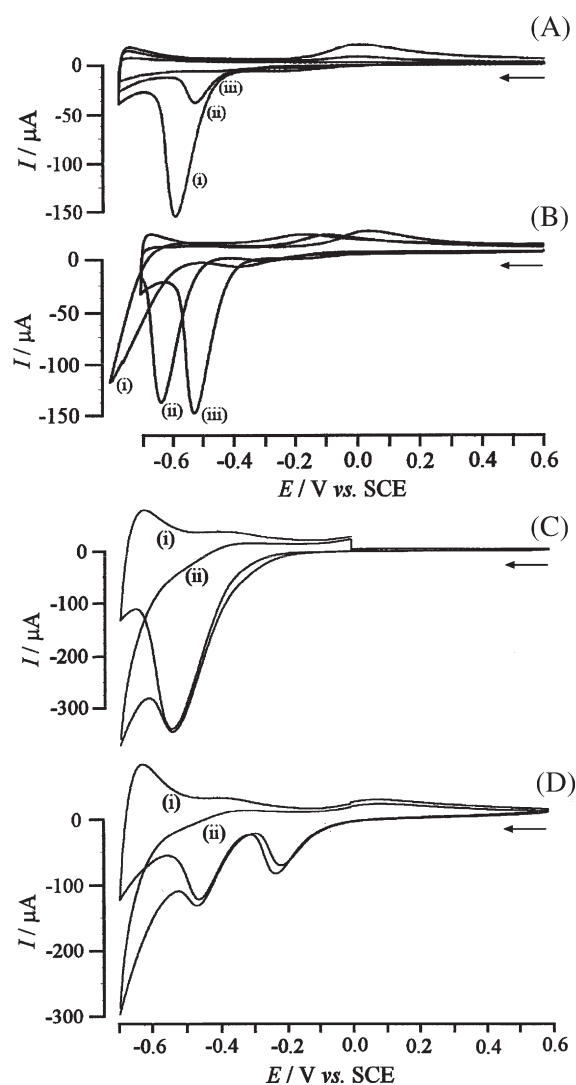 (A)
0
-50
-100
-150
I / µA
(iii)
(ii)
(i)
(B)
0
-50
-100
-150
I / µA
(i)
(ii)
(iii)
-0.6 -0.4 -0.2 0.0 0.2 0.4 0.6
E / V vs. SCE
(C)
0
-100
-200
-300
I / µA
(i)
(ii)
(D)
0
-100
-200
-300
I / µA
(i)
(ii)
-0.6 -0.4 -0.2 0.0 0.2 0.4 0.6
E / V vs. SCE